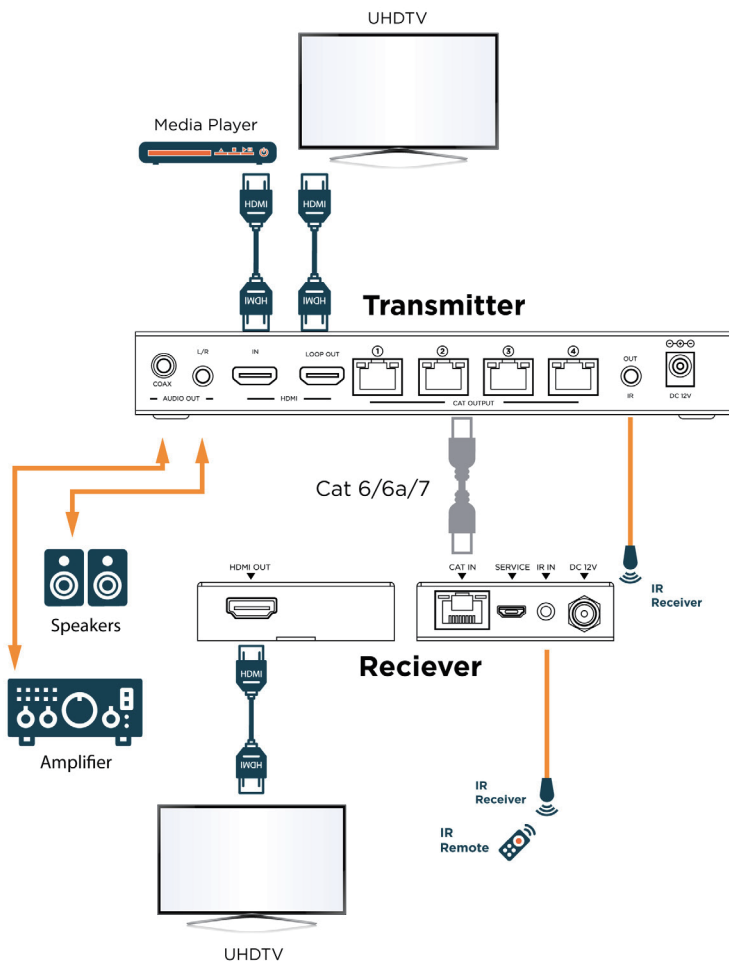 UHDTV
Media Player
HDMI
HDMI
HDMI
HDMI
Transmitter
L/R
IN
LOOP OUT
1
2
3
4
OUT
COAX
AUDIO OUT
HDMI
CAT OUTPUT
IR
DC 12V
Cat 6/6a/7
Speakers
HDMI OUT
CAT IN
SERVICE
IR IN
DC 12V
IR
Receiver
Reciever
HDMI
HDMI
Amplifier
IR
Receiver
IR
Remote
UHDTV